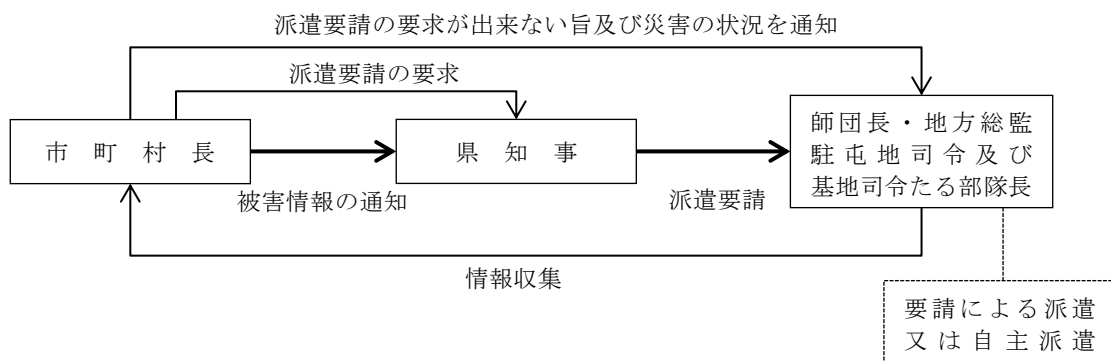 派遣要請の要求が出来ない旨及び災害の状況を通知
派遣要請の要求
市町村長
県知事
師団長・地方総監
駐屯地司令及び
基地司令たる部隊長
被害情報の通知
派遣要請
情報収集
要請による派遣
又は自主派遣